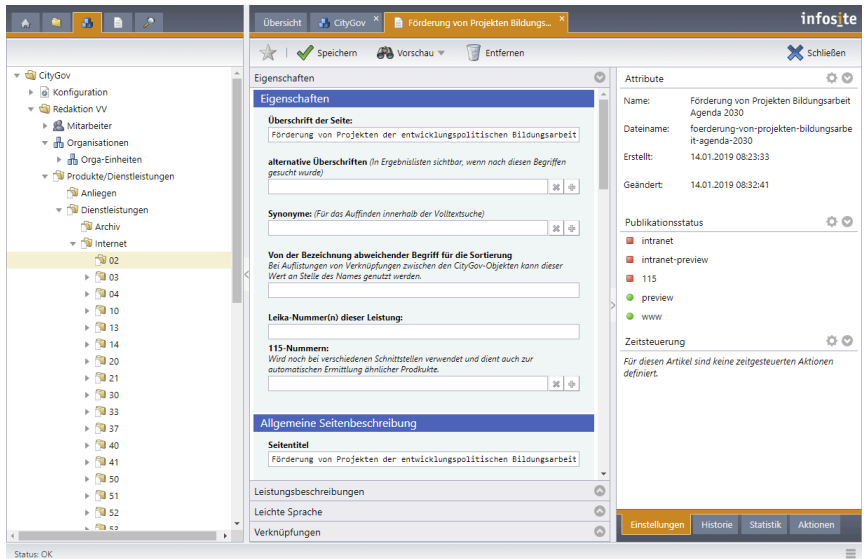 Übersicht
CityGov
Förderung von Projekten Bildungs...
infosite
Speichern
Vorschau
Entfernen
Schließen
CityGov
Konfiguration
Redaktion VV
Mitarbeiter
Organisationen
Orga-Einheiten
Produkte/Dienstleistungen
Anliegen
Dienstleistungen
Archiv
Internet
02
03
04
10
13
14
20
21
30
33
37
40
41
50
51
52
Status: OK
Eigenschaften
Eigenschaften
Überschrift der Seite:
Förderung von Projekten der entwicklungspolitischen Bildungsarbeit
alternative Überschriften (In Ergebnislisten sichtbar, wenn nach diesen Begriffen
gesucht wurde)
Synonyme: (Für das Auffinden innerhalb der Volltextsuche)
Von der Bezeichnung abweichender Begriff für die Sortierung
Bei Auflistungen von Verknüpfungen zwischen den CityGov-Objekten kann dieser
Wert an Stelle des Names genutzt werden.
Leika-Nummer(n) dieser Leistung:
115-Nummern:
Wird noch bei verschiedenen Schnittstellen verwendet und dient auch zur
automatischen Ermittlung ähnlicher Prodkukte.
Allgemeine Seitenbeschreibung
Seitentitel
Förderung von Projekten der entwicklungspolitischen Bildungsarbeit
Leistungsbeschreibungen
Leichte Sprache
Verknüpfungen
Attribute
Name: Förderung von Projekten Bildungsarbeit
Agenda 2030
Dateiname: foerderung-von-projekten-bildungsarbe
it-agenda-2030
Erstellt: 14.01.2019 08:23:33
Geändert: 14.01.2019 08:32:41
Publikationsstatus
intranet
intranet-preview
115
preview
www
Zeitsteuerung
Für diesen Artikel sind keine zeitgesteuerten Aktionen
definiert.
Einstellungen
Historie
Statistik
Aktionen